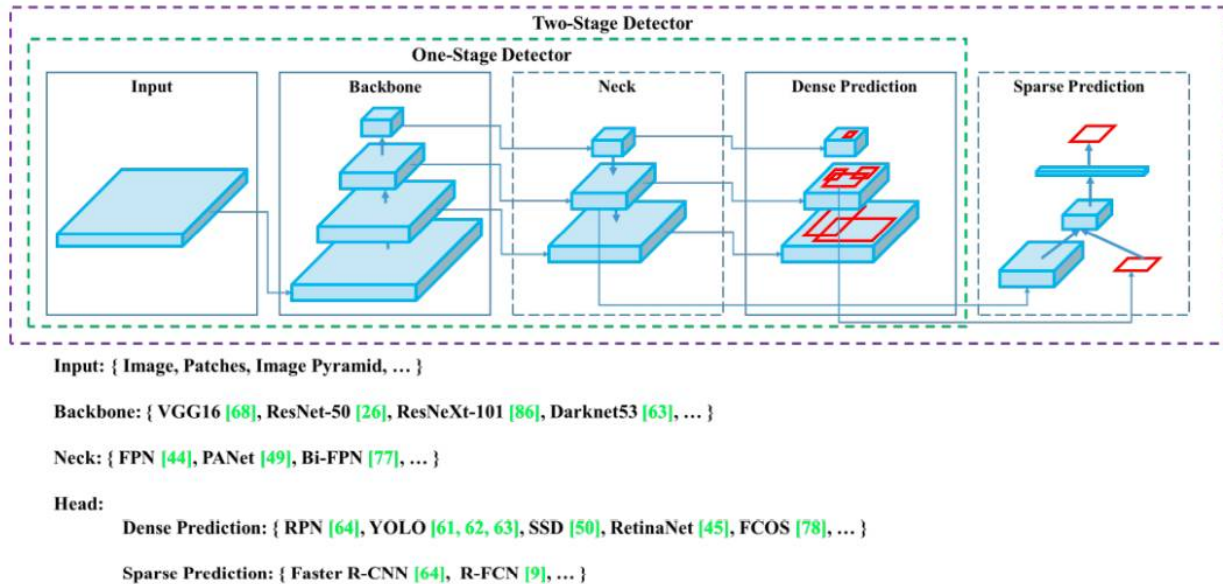 Two-Stage Detector
One-Stage Detector
Input
Backbone
Neck
Dense Prediction
Sparse Prediction
Input: { Image, Patches, Image Pyramid, … }
Backbone: { VGG16 [68], ResNet-50 [26], ResNeXt-101 [86], Darknet53 [63], … }
Neck: { FPN [44], PANet [49], Bi-FPN [77], … }
Head:
Dense Prediction: { RPN [64], YOLO [61, 62, 63], SSD [50], RetinaNet [45], FCOS [78], … }
Sparse Prediction: { Faster R-CNN [64], R-FCN [9], … }